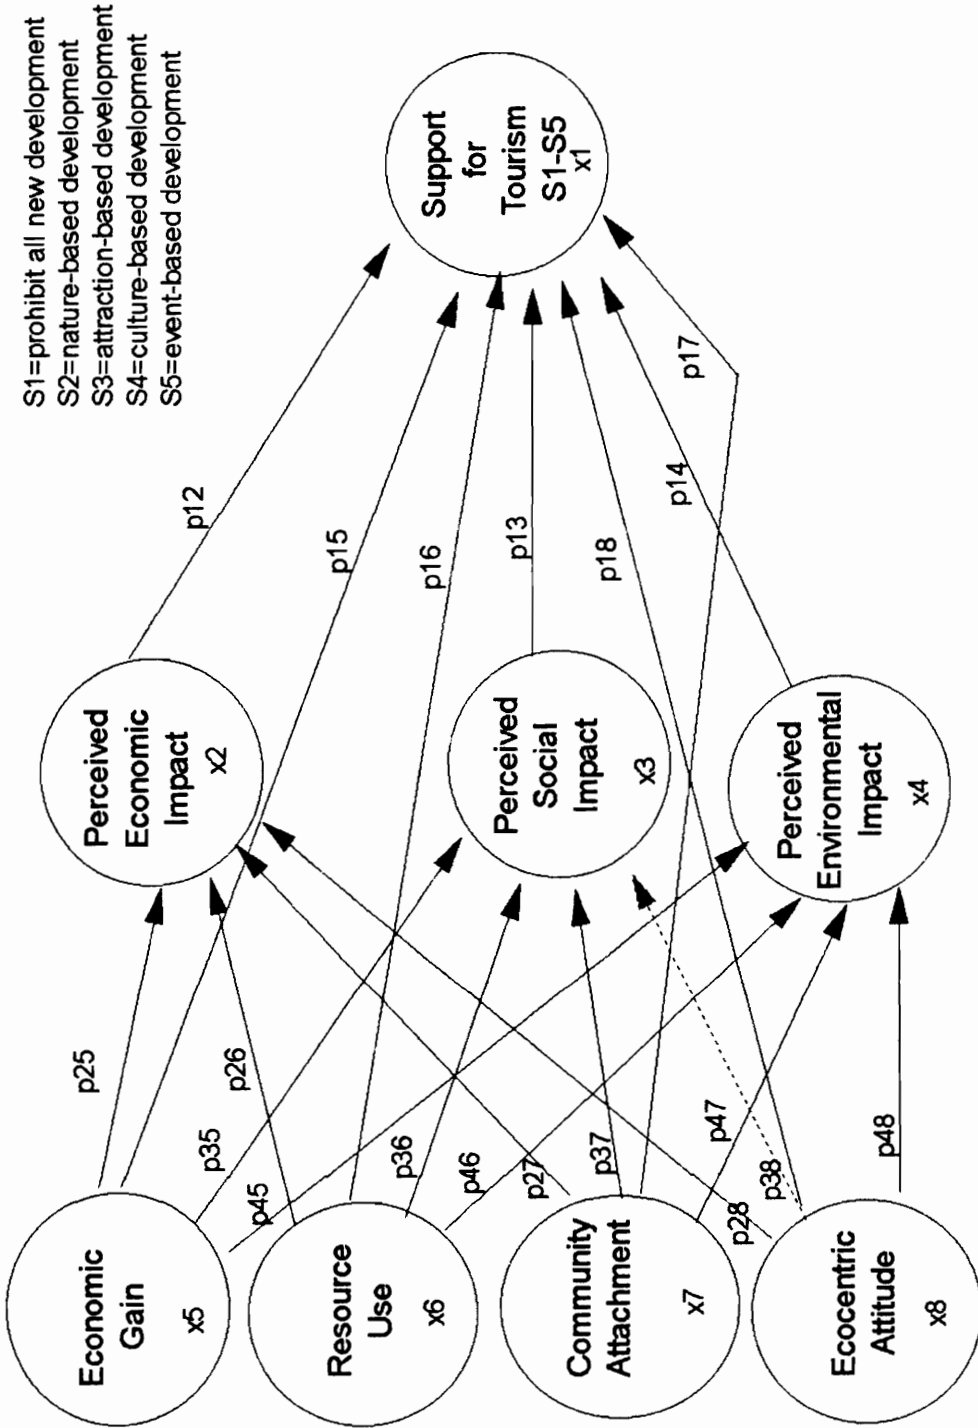 S1=prohibit all new development
S2=nature-based development
S3=attraction-based development
S4=culture-based development
S5=event-based development
Support
for
Tourism
S1-S5
x1
p12
p15
p16
p13
p18
p14
p17
Perceived
Economic
Impact
x2
Perceived
Social
Impact
x3
Perceived
Environmental
Impact
x4
p25
p26
p35
p45
p36
p46
p27
p37
p47
p28
p38
p48
Economic
Gain
x5
Resource
Use
x6
Community
Attachment
x7
Ecocentric
Attitude
x8